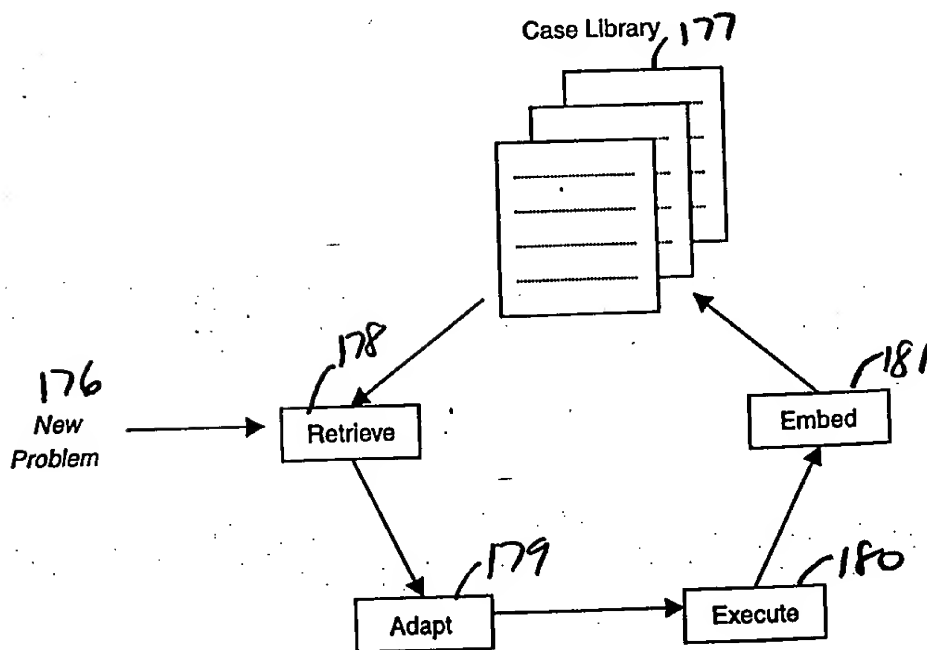 Case Library 177
178
176
New
Problem
Retrieve
181
Embed
179
Adapt
180
Execute